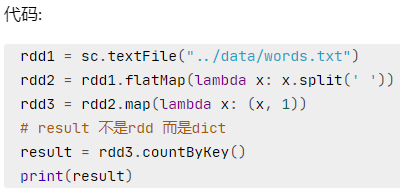 代码:
rdd1 = sc.textFile("../data/words.txt")
rdd2 = rdd1.flatMap(lambda x: x.split(' '))
rdd3 = rdd2.map(lambda x: (x, 1))
# result 不是rdd 而是dict
result = rdd3.countByKey()
print(result)